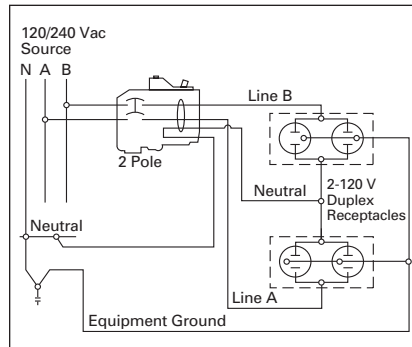 120/240 Vac
Source
N A B
Line B
2 Pole
Neutral
2-120 V
Duplex
Receptacles
Neutral
Line A
Equipment Ground